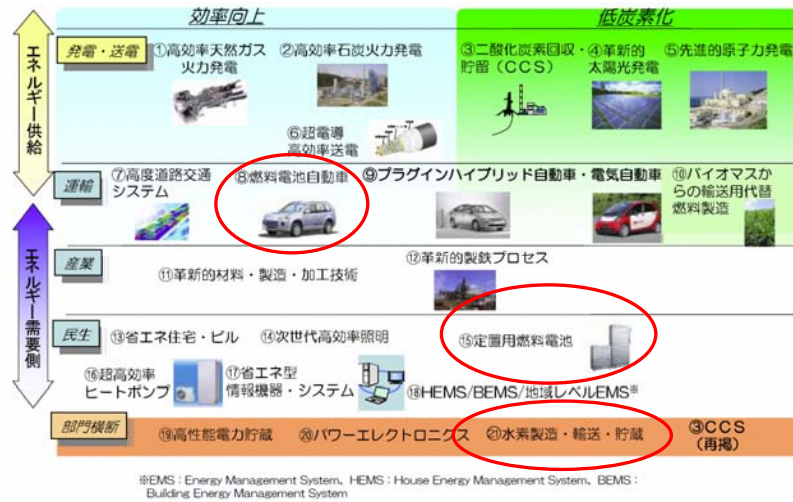 効率向上
低炭素化
エネルギー供給
発電・送電
①高効率天然ガス
火力発電
②高効率石炭火力発電
③二酸化炭素回収・
貯留(CCS)
④革新的
太陽光発電
⑤先進的原子力発電
⑥超電導
高効率送電
運輸
⑦高度道路交通
システム
⑧燃料電池自動車
⑨プラグインハイブリッド自動車・電気自動車
⑩バイオマスか
らの輸送用代替
燃料製造
エネルギー需要側
産業
⑪革新的材料・製造・加工技術
⑫革新的製鉄プロセス
民生
⑬省エネ住宅・ビル
⑭次世代高効率照明
⑮定置用燃料電池
⑯超高効率
ヒートポンプ
⑰省エネ型
情報機器・システム
⑱HEMS/BEMS/地域レベルEMS※
部門横断
⑲高性能電力貯蔵
⑳パワーエレクトロニクス
㉑水素製造・輸送・貯蔵
③CCS
(再掲)
※EMS:Energy Management System、HEMS:House Energy Management System、BEMS:
Building Energy Management System